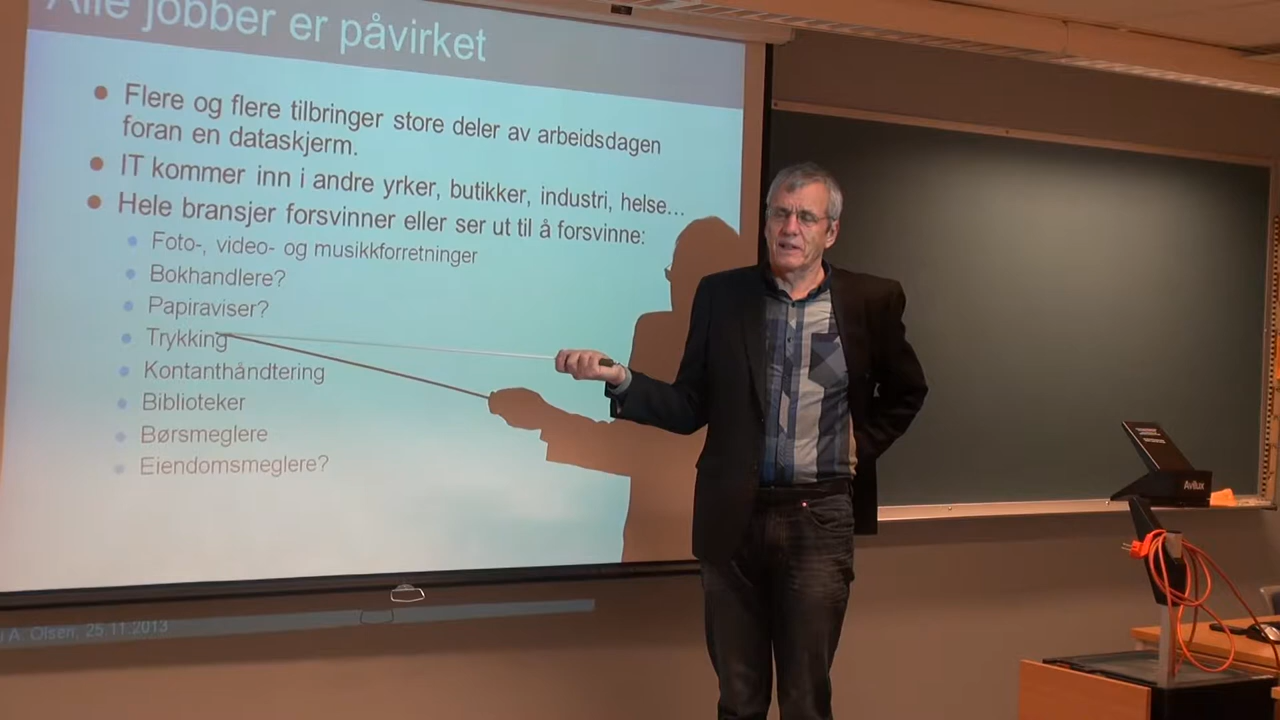 Alle jobber er påvirket
Flere og flere tilbringer store deler av arbeidsdagen
foran en dataskjerm.
IT kommer inn i andre yrker, butikker, industri, helse...
Hele bransjer forsvinner eller ser ut til å forsvinne:
Foto-, video- og musikkforretninger
Bokhandlere?
Papiraviser?
Trykking
Kontanthåndtering
Biblioteker
Børsmeglere
Eiendomsmeglere?
A. Olsen, 25.11.2013
Avilux